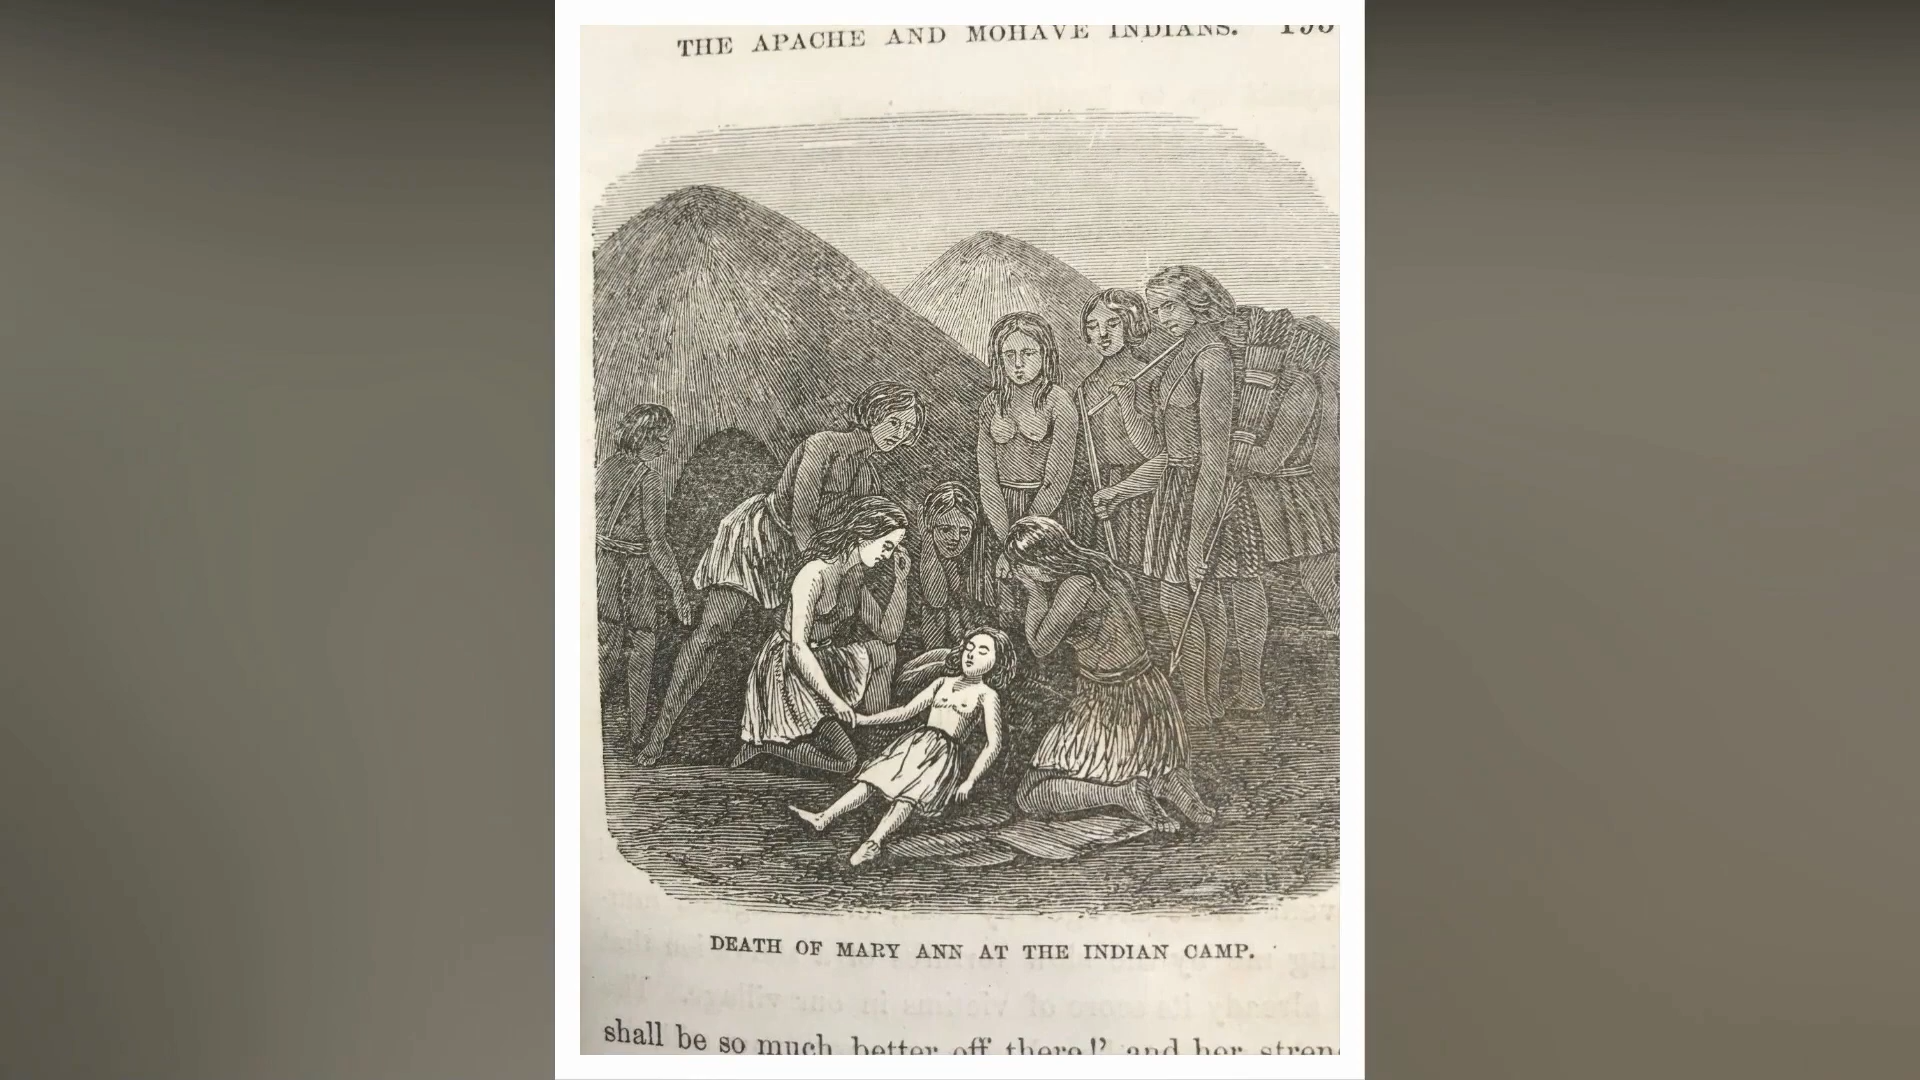 THE APACHE AND MOHAVE INDIANS.
DEATH OF MARY ANN AT THE INDIAN CAMP.
shall be so much better off there!" and her